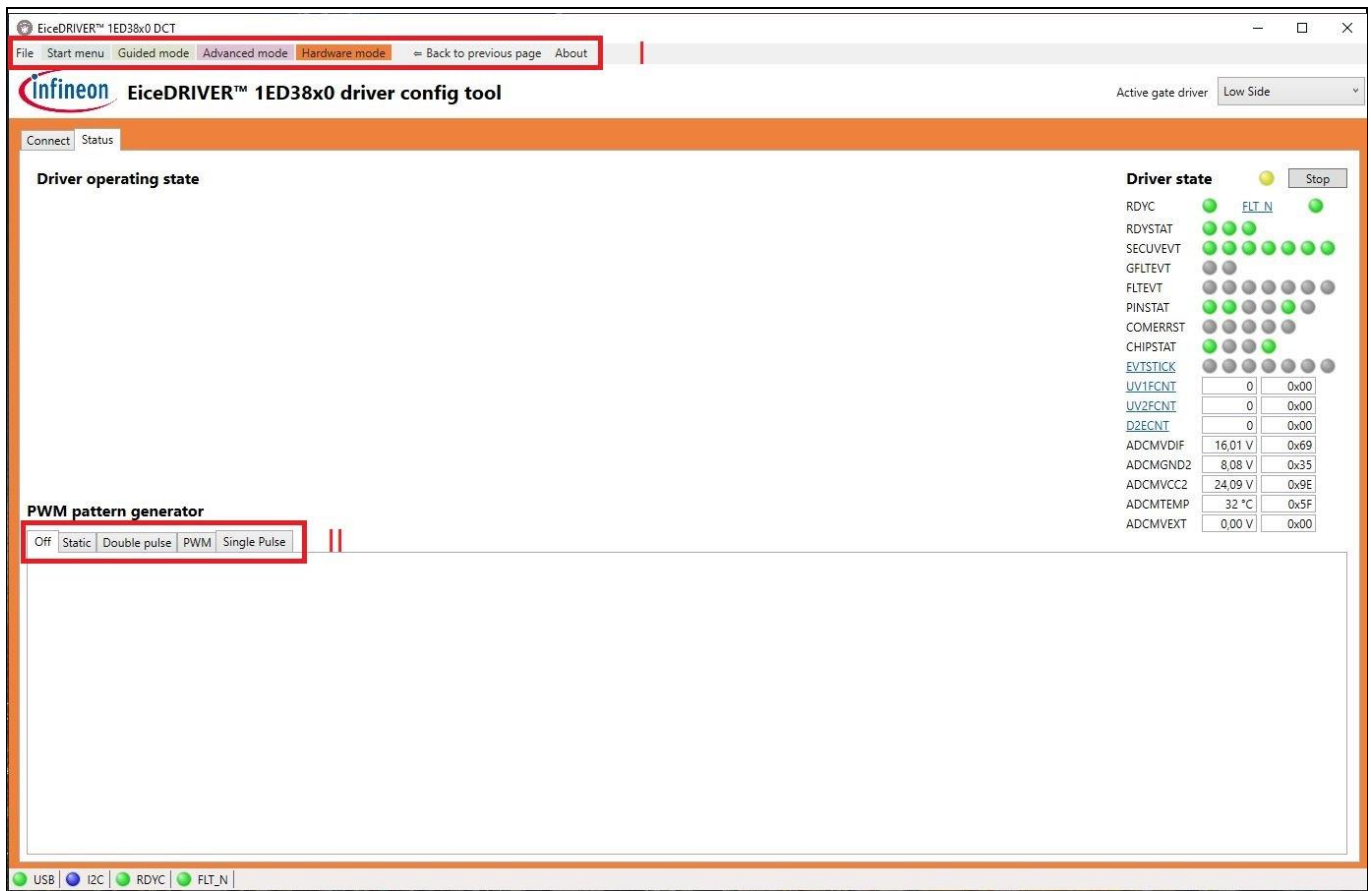 EiceDRIVER™ 1ED38x0 DCT
File Start menu Guided mode Advanced mode Hardware mode ⇐ Back to previous page About
I
infineon EiceDRIVER™ 1ED38x0 driver config tool Active gate driver Low Side
Connect Status
Driver operating state
Driver state Stop
RDYC FLT_N
RDYSTAT
SECUVEVT
GFLTEVT
FLTEVT
PINSTAT
COMERRST
CHIPSTAT
EVTSTICK
UV1FCNT 0 0x00
UV2FCNT 0 0x00
D2ECNT 0 0x00
ADCMVDIF 16,01 V 0x69
ADCMGND2 8,08 V 0x35
ADCMVCC2 24,09 V 0x9E
ADCMTEMP 32 °C 0x5F
ADCMVEXT 0,00 V 0x00
PWM pattern generator
Off Static Double pulse PWM Single Pulse II
USB I2C RDYC FLT_N